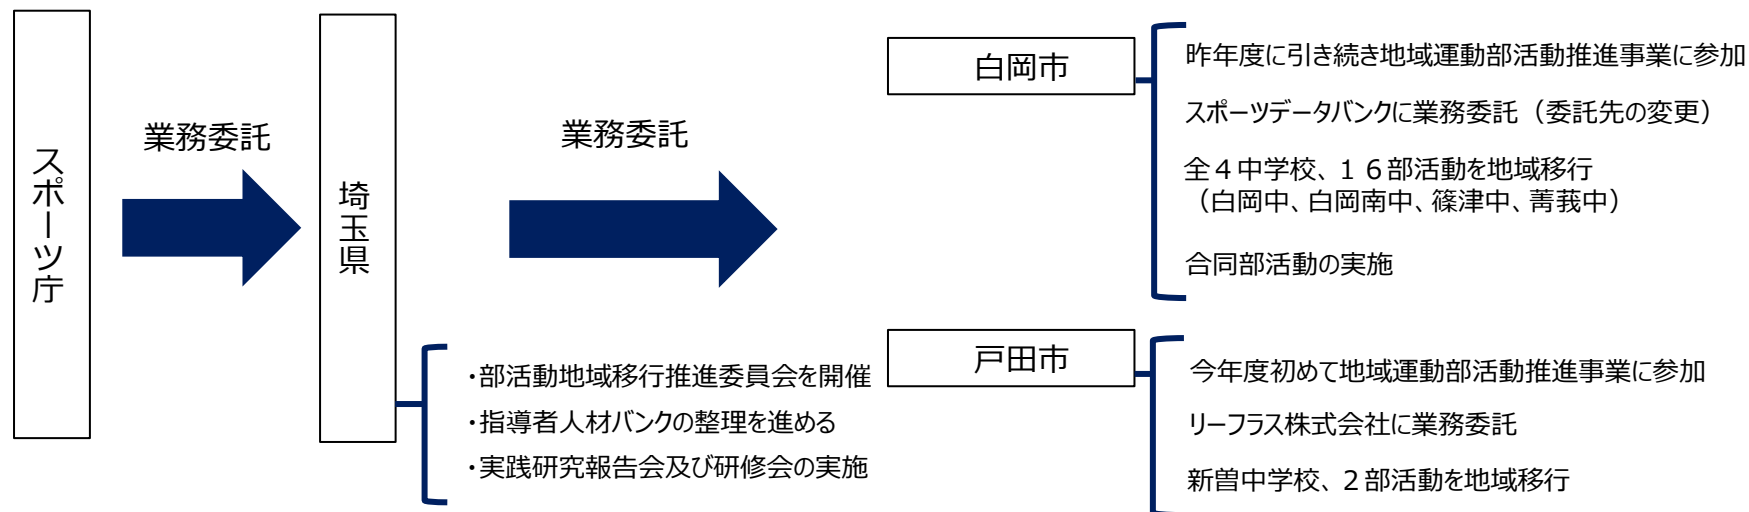 スポーツ庁
業務委託
埼玉県
・部活動地域移行推進委員会を開催
・指導者人材バンクの整理を進める
・実践研究報告会及び研修会の実施
業務委託
白岡市
昨年度に引き続き地域運動部活動推進事業に参加
スポーツデータバンクに業務委託（委託先の変更）
全４中学校、１６部活動を地域移行
（白岡中、白岡南中、篠津中、菁莪中）
合同部活動の実施
戸田市
今年度初めて地域運動部活動推進事業に参加
リーフラス株式会社に業務委託
新曽中学校、２部活動を地域移行